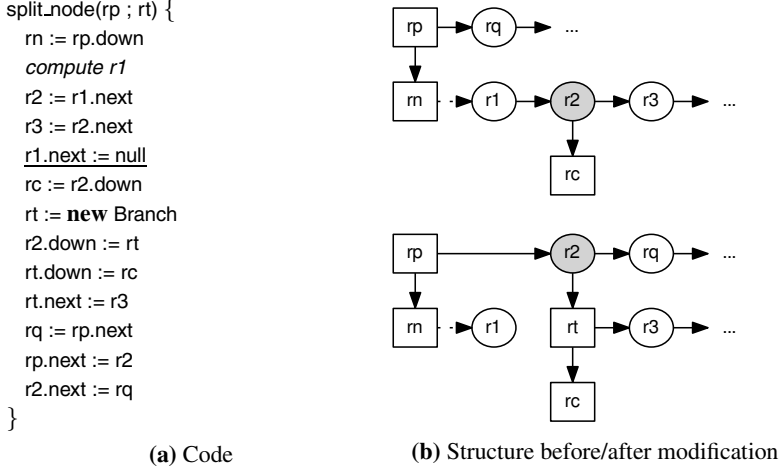 split_node(rp ; rt) {
rn := rp.down
compute r1
r2 := r1.next
r3 := r2.next
r1.next := null
rc := r2.down
rt := new Branch
r2.down := rt
rt.down := rc
rt.next := r3
rq := rp.next
rp.next := r2
r2.next := rq
}
(a) Code
rp rq ...
rn r1 r2 r3 ...
rc
rp r2 rq ...
rn r1 rt r3 ...
rc
(b) Structure before/after modification